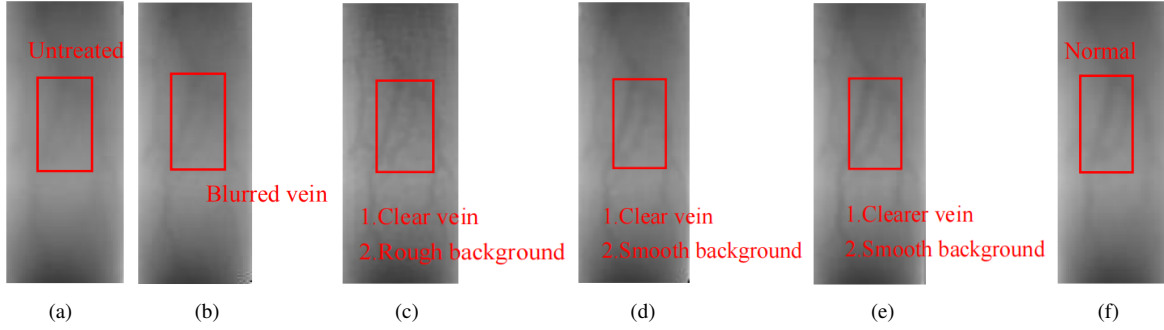 Untreated
Blurred vein
1.Clear vein
2.Rough background
1.Clear vein
2.Smooth background
1.Clearer vein
2.Smooth background
Normal
(a)
(b)
(c)
(d)
(e)
(f)